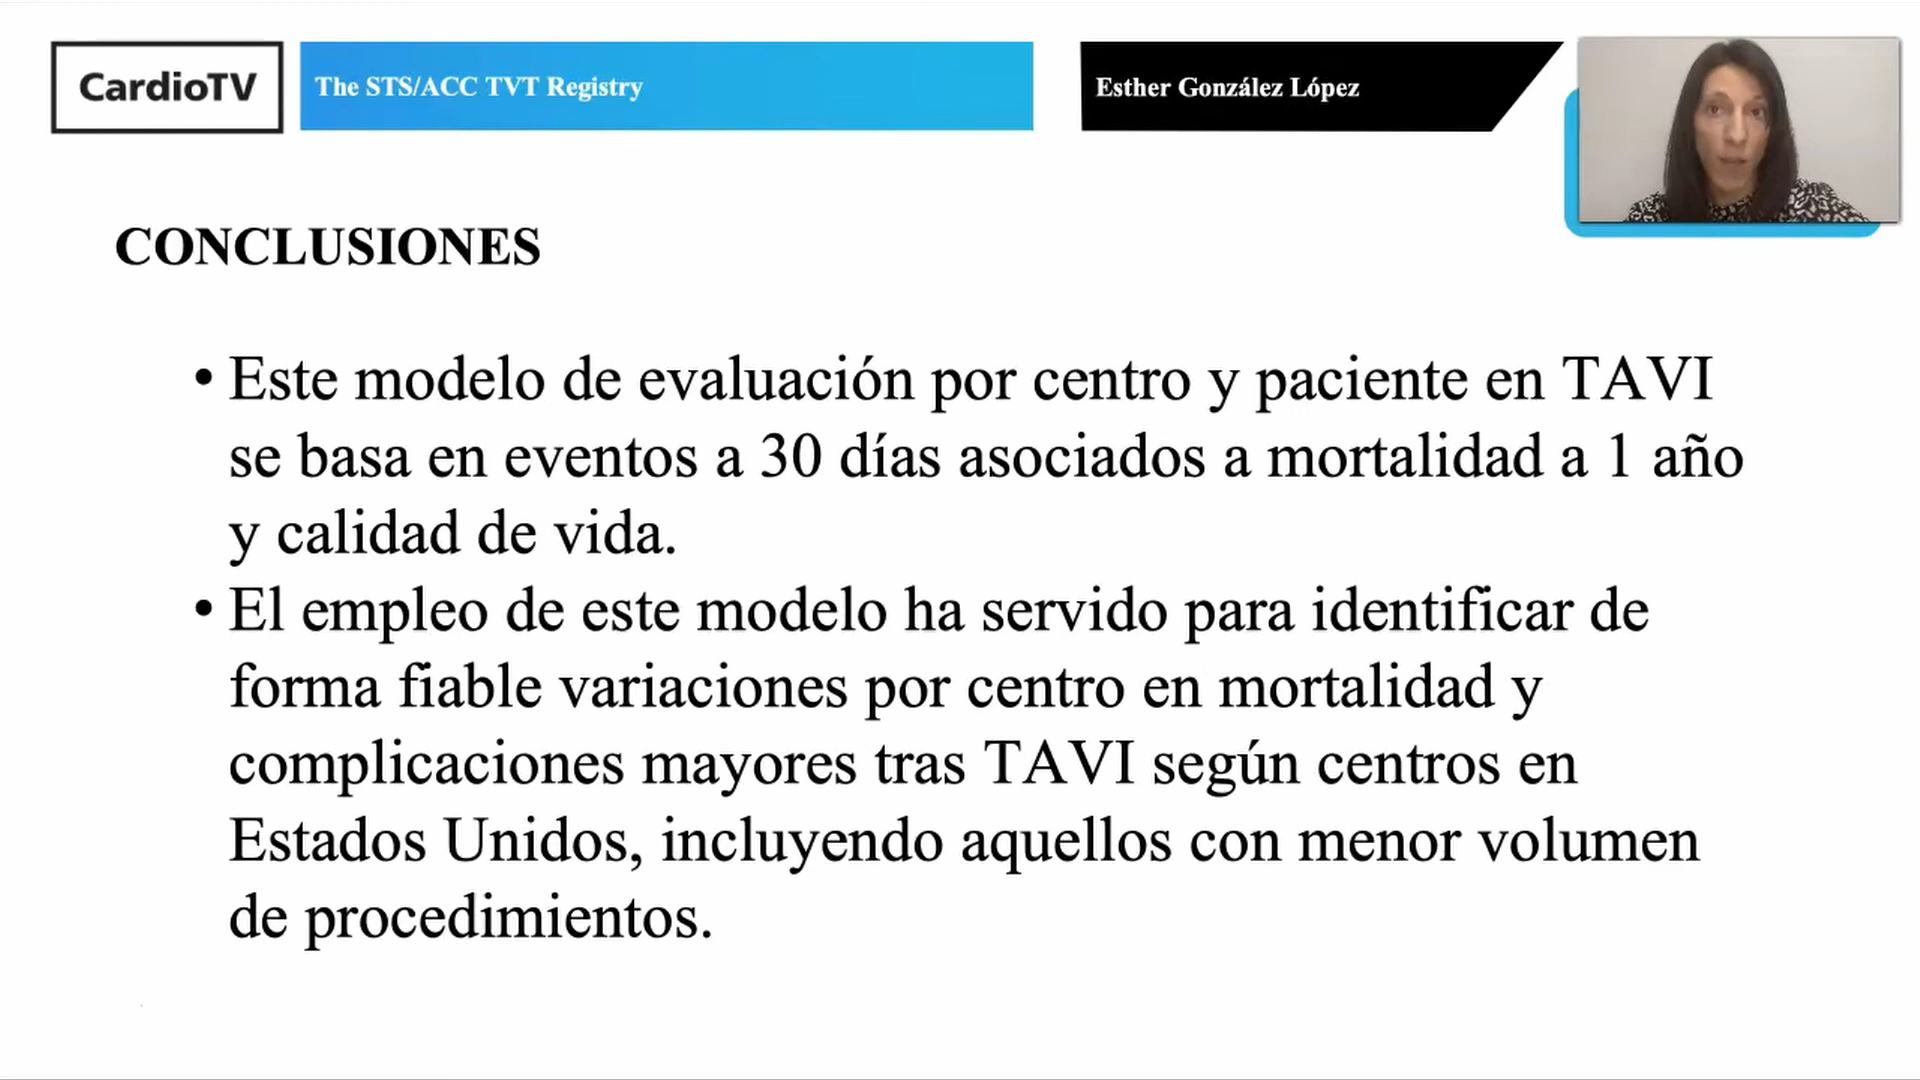 CardioTV
The STS/ACC TVT Registry
Esther González López
CONCLUSIONES
• Este modelo de evaluación por centro y paciente en TAVI
se basa en eventos a 30 días asociados a mortalidad a 1 año
y calidad de vida.
• El empleo de este modelo ha servido para identificar de
forma fiable variaciones por centro en mortalidad y
complicaciones mayores tras TAVI según centros en
Estados Unidos, incluyendo aquellos con menor volumen
de procedimientos.